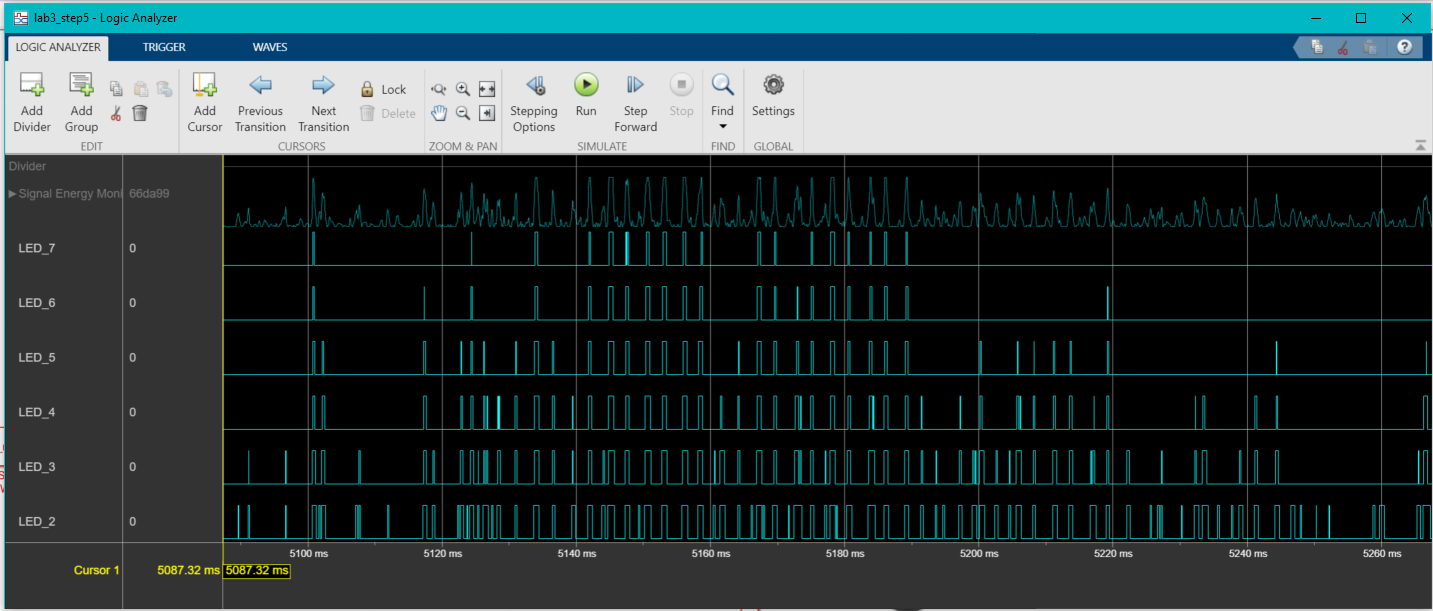 lab3_step5 - Logic Analyzer
LOGIC ANALYZER TRIGGER WAVES
Add Divider
Add Group
EDIT
Add Cursor
Previous Transition
Next Transition
Lock
Delete
CURSORS
ZOOM & PAN
Stepping Options
Run
Step Forward
Stop
SIMULATE
Find
FIND
Settings
GLOBAL
Divider
Signal Energy Moni 66da99
LED_7 0
LED_6 0
LED_5 0
LED_4 0
LED_3 0
LED_2 0
5100 ms 5120 ms 5140 ms 5160 ms 5180 ms 5200 ms 5220 ms 5240 ms 5260 ms
Cursor 1 5087.32 ms 5087.32 ms